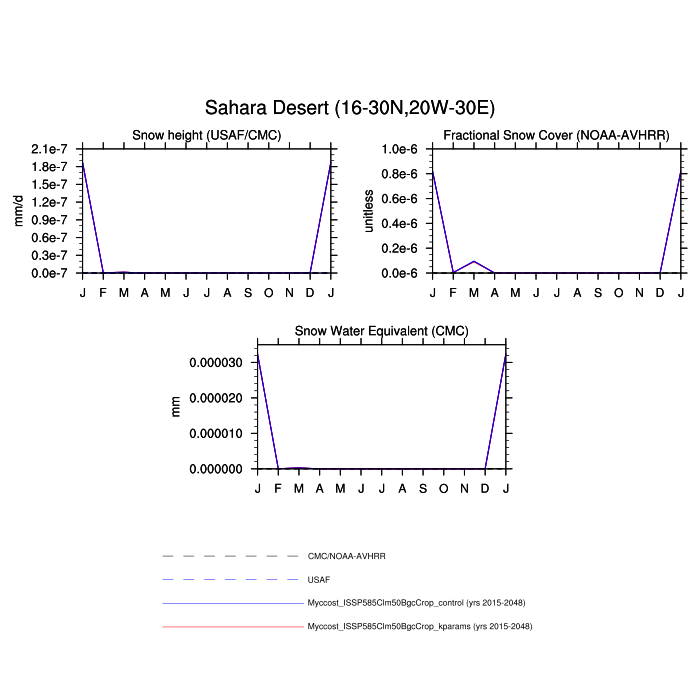 Sahara Desert (16-30N,20W-30E)
Snow height (USAF/CMC)
2.1e-7
1.8e-7
1.5e-7
1.2e-7
0.9e-7
0.6e-7
0.3e-7
0.0e-7
mm/d
J F M A M J J A S O N D J
Fractional Snow Cover (NOAA-AVHRR)
1.0e-6
0.8e-6
0.6e-6
0.4e-6
0.2e-6
0.0e-6
unitless
J F M A M J J A S O N D J
Snow Water Equivalent (CMC)
0.000030
0.000020
0.000010
0.000000
mm
J F M A M J J A S O N D J
CMC/NOAA-AVHRR
USAF
Myccost_ISSP585Clm50BgcCrop_control (yrs 2015-2048)
Myccost_ISSP585Clm50BgcCrop_kparams (yrs 2015-2048)